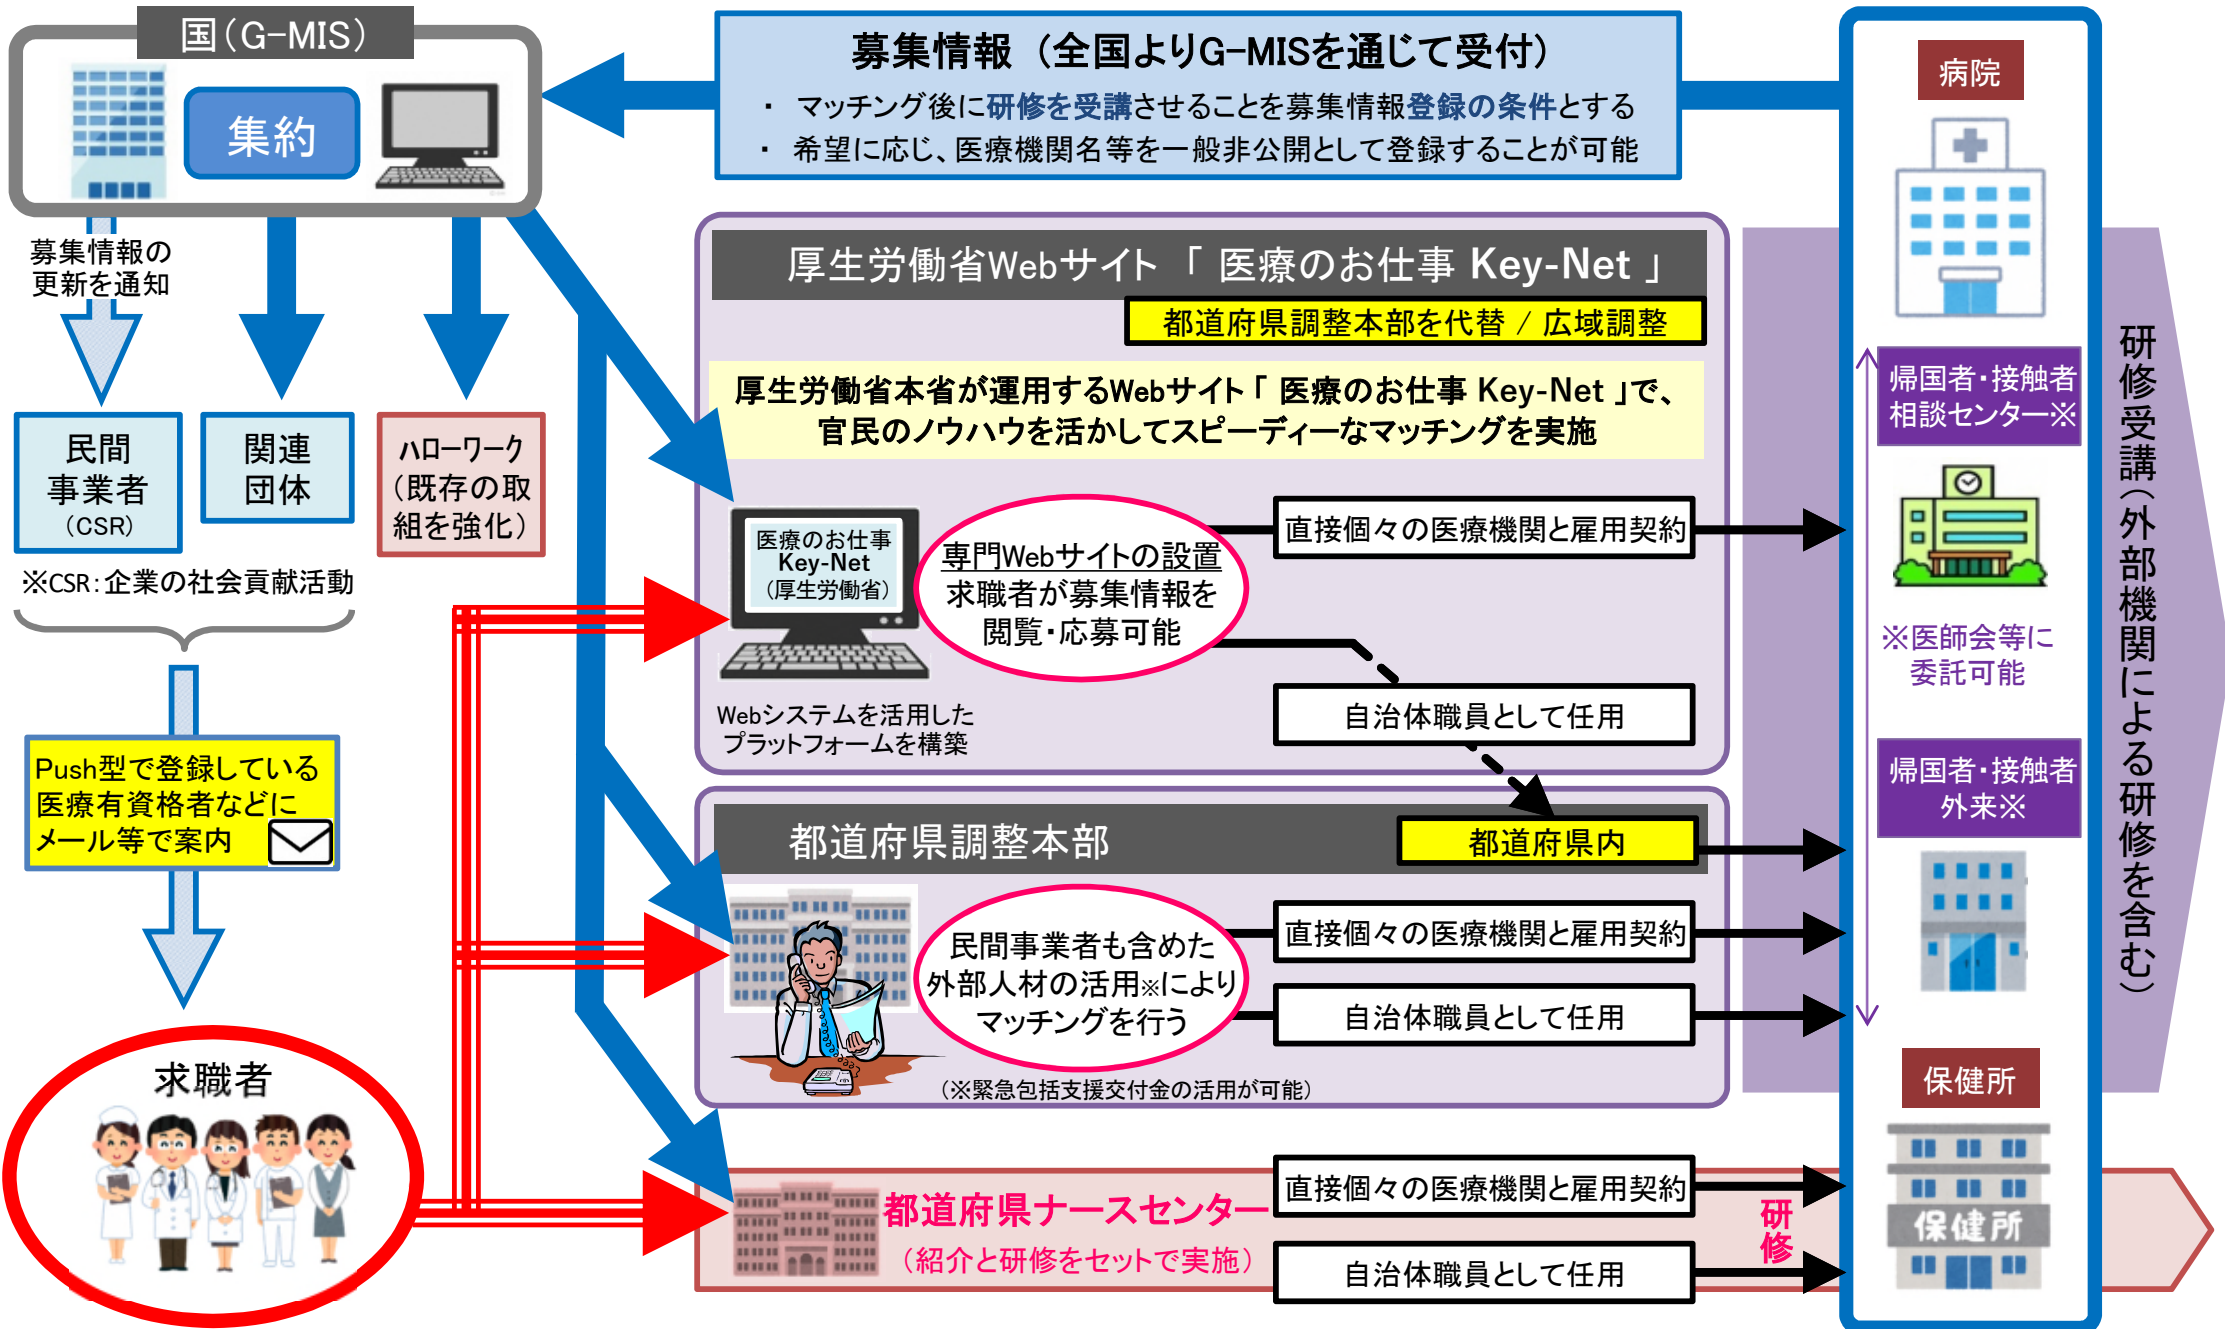 国（G-MIS）
集約
募集情報（全国よりG-MISを通じて受付）
・ マッチング後に研修を受講させることを募集情報登録の条件とする
・ 希望に応じ、医療機関名等を一般非公開として登録することが可能
募集情報の
更新を通知
民間
事業者
（CSR）
関連
団体
ハローワーク
（既存の取
組を強化）
※CSR：企業の社会貢献活動
Push型で登録している
医療有資格者などに
メール等で案内
求職者
厚生労働省Webサイト 「 医療のお仕事 Key-Net 」
都道府県調整本部を代替 / 広域調整
厚生労働省本省が運用するWebサイト「 医療のお仕事 Key-Net 」で、
官民のノウハウを活かしてスピーディーなマッチングを実施
医療のお仕事
Key-Net
（厚生労働省）
専門Webサイトの設置
求職者が募集情報を
閲覧・応募可能
Webシステムを活用した
プラットフォームを構築
直接個々の医療機関と雇用契約
自治体職員として任用
都道府県調整本部
都道府県内
民間事業者も含めた
外部人材の活用※により
マッチングを行う
（※緊急包括支援交付金の活用が可能）
直接個々の医療機関と雇用契約
自治体職員として任用
都道府県ナースセンター
（紹介と研修をセットで実施）
直接個々の医療機関と雇用契約
自治体職員として任用
研修
病院
帰国者・接触者
相談センター※
※医師会等に
委託可能
帰国者・接触者
外来※
保健所
保健所
研修受講（外部機関による研修を含む）